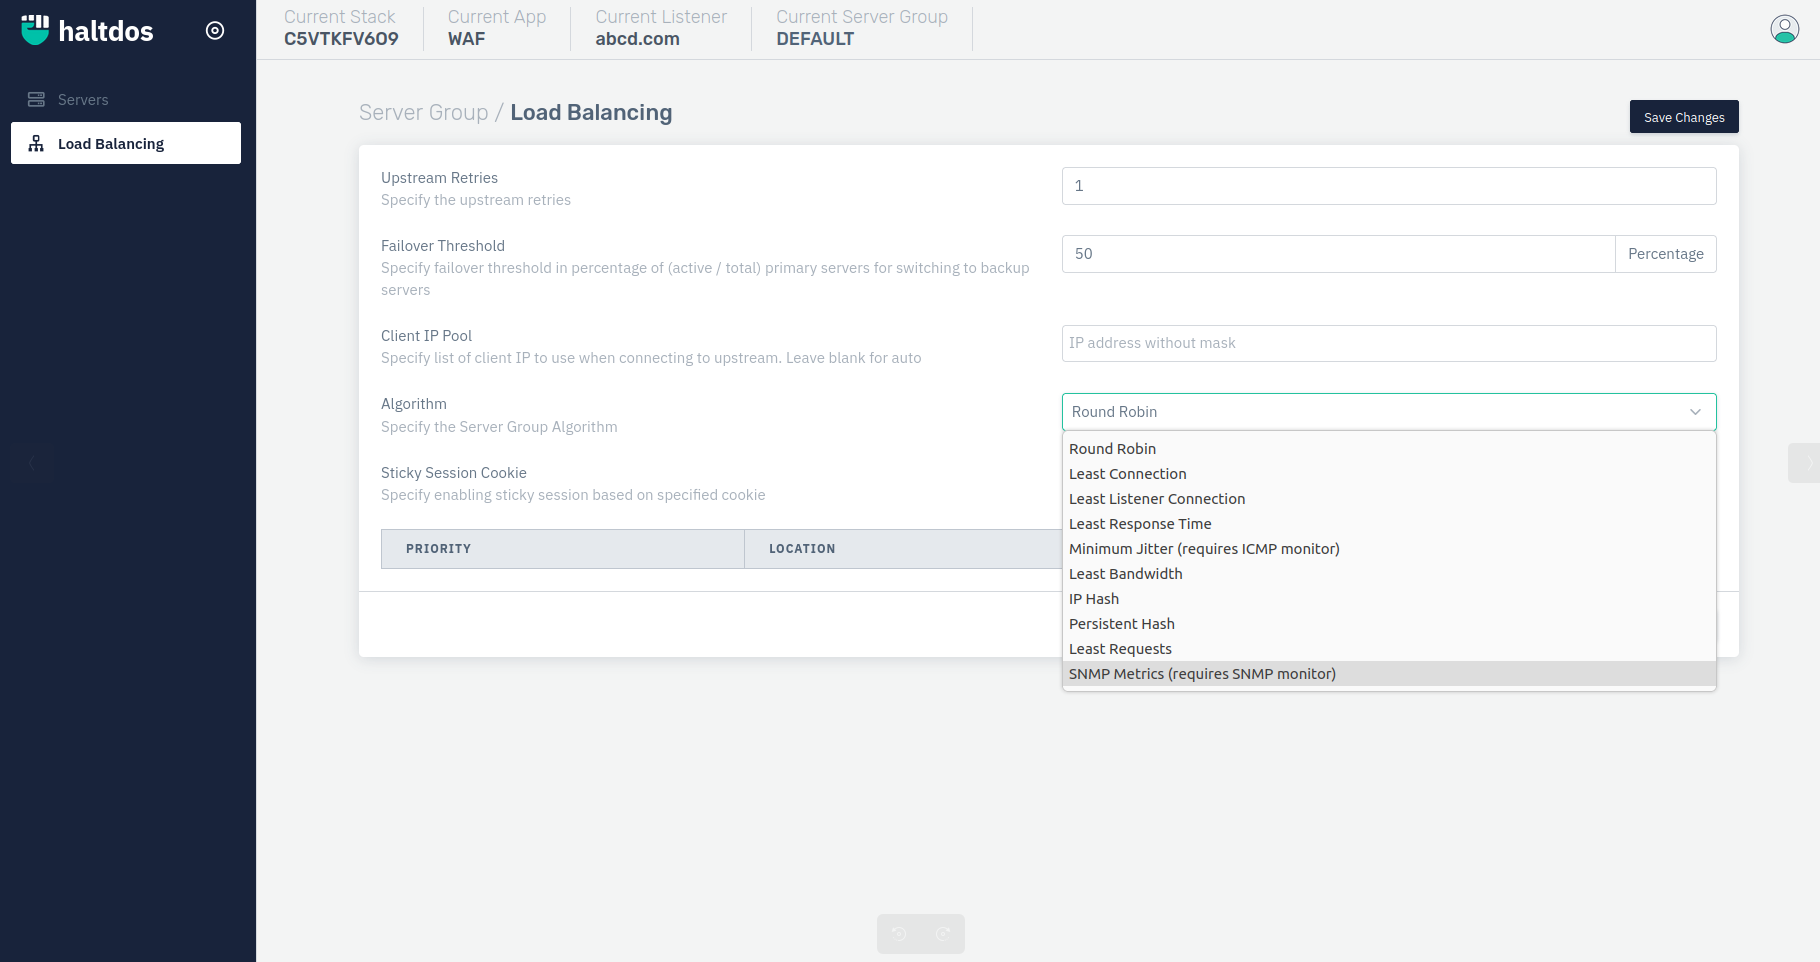 haltdos
Current Stack
C5VTKFV6O9
Current App
WAF
Current Listener
abcd.com
Current Server Group
DEFAULT
Servers
Load Balancing
Server Group / Load Balancing
Save Changes
Upstream Retries
Specify the upstream retries
1
Failover Threshold
Specify failover threshold in percentage of (active / total) primary servers for switching to backup
servers
50
Percentage
Client IP Pool
Specify list of client IP to use when connecting to upstream. Leave blank for auto
IP address without mask
Algorithm
Specify the Server Group Algorithm
Round Robin
Round Robin
Least Connection
Least Listener Connection
Least Response Time
Minimum Jitter (requires ICMP monitor)
Least Bandwidth
IP Hash
Persistent Hash
Least Requests
SNMP Metrics (requires SNMP monitor)
Sticky Session Cookie
Specify enabling sticky session based on specified cookie
PRIORITY
LOCATION